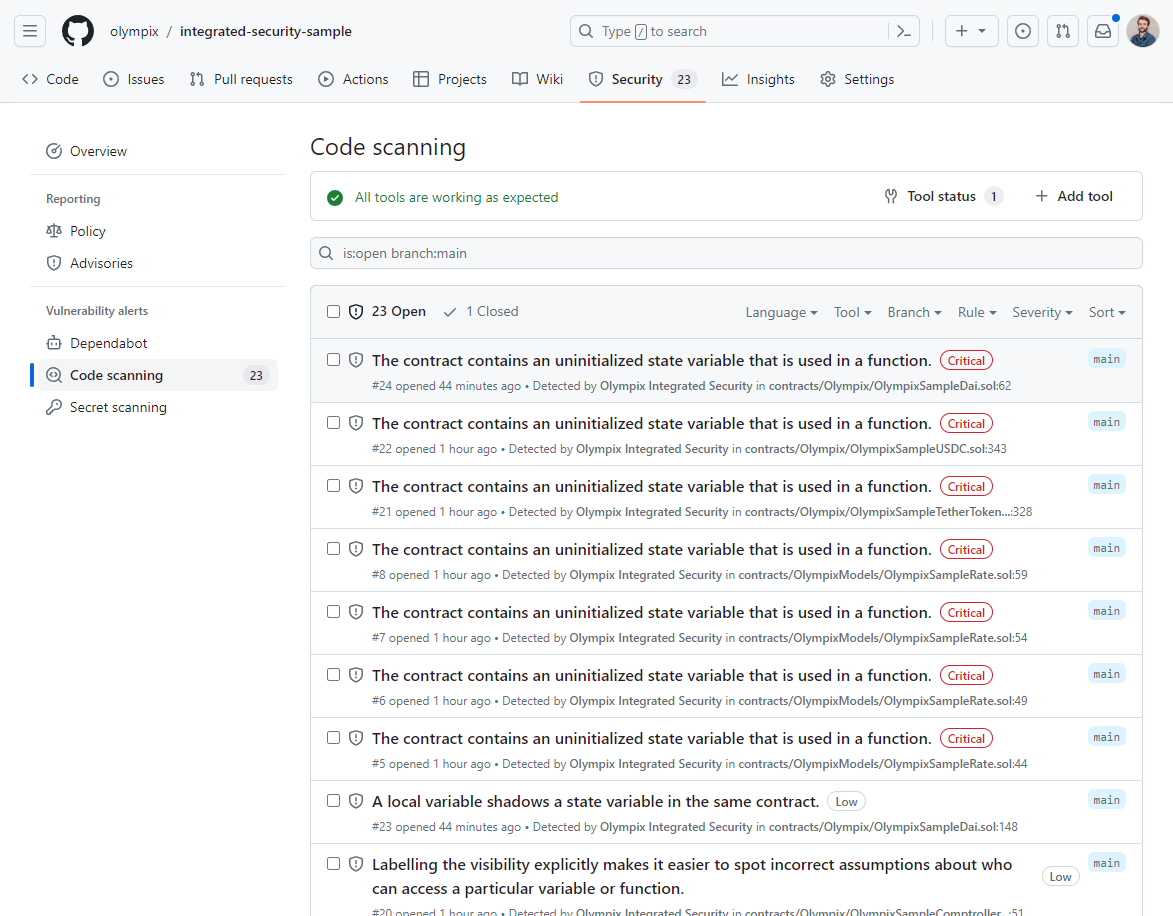 olympix / integrated-security-sample
Type / to search
Code
Issues
Pull requests
Actions
Projects
Wiki
Security 23
Insights
Settings
Overview
Reporting
Policy
Advisories
Vulnerability alerts
Dependabot
Code scanning 23
Secret scanning
Code scanning
All tools are working as expected
Tool status 1
Add tool
is:open branch:main
23 Open
1 Closed
Language
Tool
Branch
Rule
Severity
Sort
The contract contains an uninitialized state variable that is used in a function. Critical main
#24 opened 44 minutes ago • Detected by Olympix Integrated Security in contracts/Olympix/OlympixSampleDai.sol:62
The contract contains an uninitialized state variable that is used in a function. Critical main
#22 opened 1 hour ago • Detected by Olympix Integrated Security in contracts/Olympix/OlympixSampleUSDC.sol:343
The contract contains an uninitialized state variable that is used in a function. Critical main
#21 opened 1 hour ago • Detected by Olympix Integrated Security in contracts/Olympix/OlympixSampleTetherToken...:328
The contract contains an uninitialized state variable that is used in a function. Critical main
#8 opened 1 hour ago • Detected by Olympix Integrated Security in contracts/OlympixModels/OlympixSampleRate.sol:59
The contract contains an uninitialized state variable that is used in a function. Critical main
#7 opened 1 hour ago • Detected by Olympix Integrated Security in contracts/OlympixModels/OlympixSampleRate.sol:54
The contract contains an uninitialized state variable that is used in a function. Critical main
#6 opened 1 hour ago • Detected by Olympix Integrated Security in contracts/OlympixModels/OlympixSampleRate.sol:49
The contract contains an uninitialized state variable that is used in a function. Critical main
#5 opened 1 hour ago • Detected by Olympix Integrated Security in contracts/OlympixModels/OlympixSampleRate.sol:44
A local variable shadows a state variable in the same contract. Low main
#23 opened 44 minutes ago • Detected by Olympix Integrated Security in contracts/Olympix/OlympixSampleDai.sol:148
Labelling the visibility explicitly makes it easier to spot incorrect assumptions about who
can access a particular variable or function. Low main
#20 opened 1 hour ago • Detected by Olympix Integrated Security in contracts/Olympix/OlympixSampleComptroller...:51